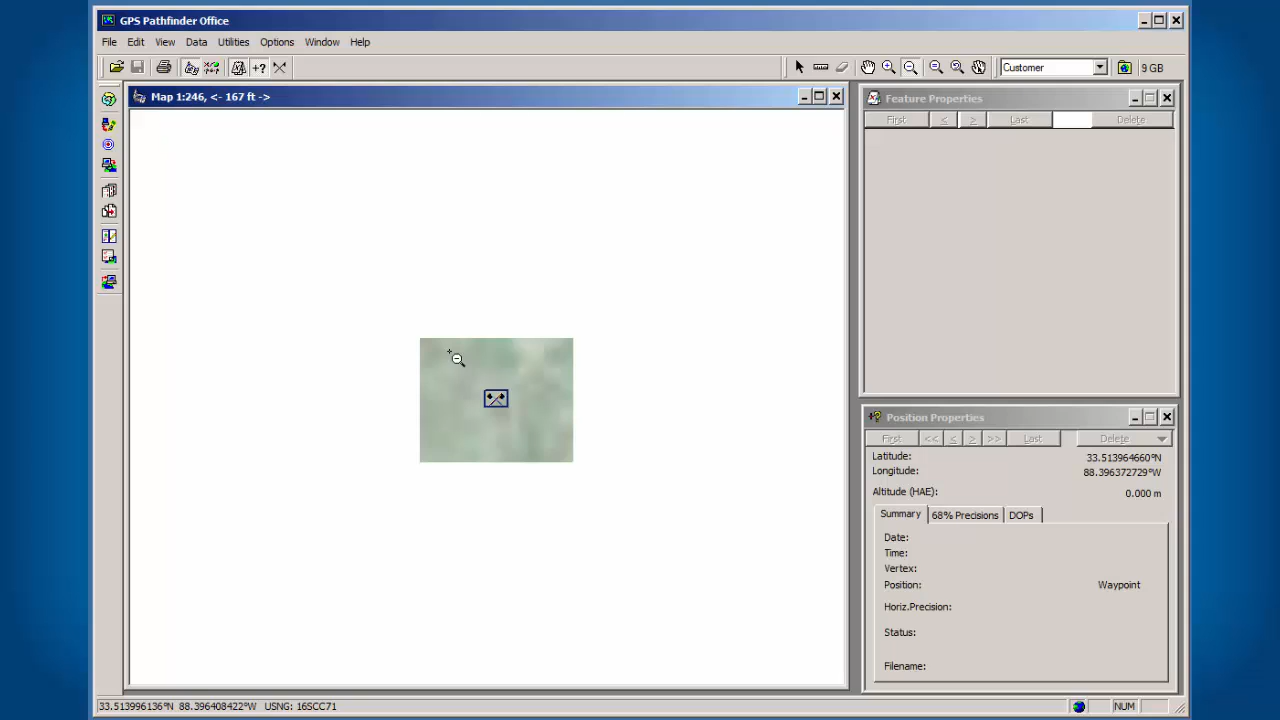 GPS Pathfinder Office
File Edit View Data Utilities Options Window Help
Customer 9 GB
Map 1:246, <- 167 ft ->
Feature Properties
First < > Last Delete
Position Properties
First << < > >> Last Delete
Latitude: 33.513964660°N
Longitude: 88.396372729°W
Altitude (HAE): 0.000 m
Summary 68% Precisions DOPs
Date:
Time:
Vertex:
Position: Waypoint
Horiz.Precision:
Status:
Filename:
33.513996136°N 88.396408422°W USNG: 16SCC71 NUM